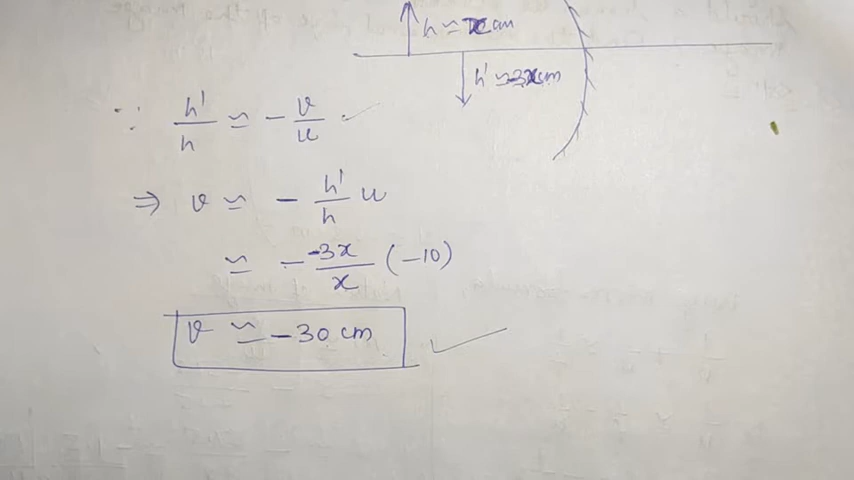 h ≃ x cm
h' ≃ -3x cm
∵ h'/h ≃ - v/u
⇒ v ≃ - h'/h u
≃ - -3x/x (-10)
v ≃ -30 cm